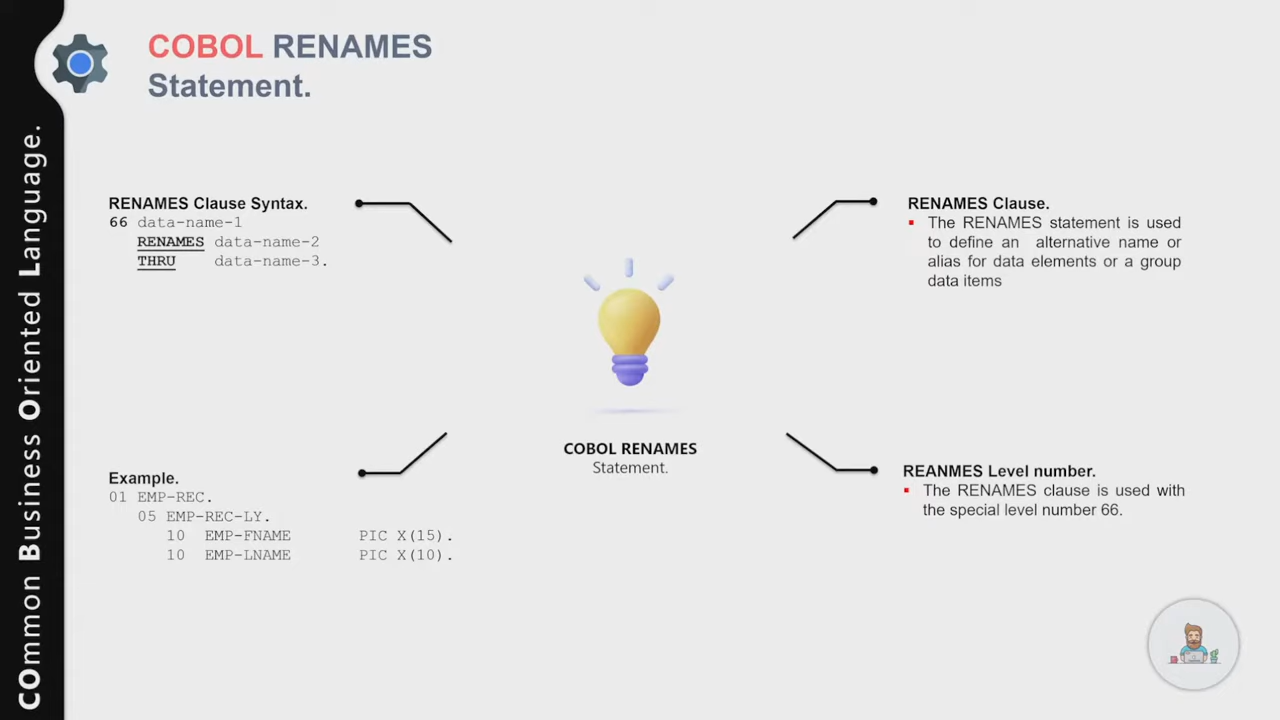 COBOL RENAMES
Statement.
COmmon Business Oriented Language.
RENAMES Clause Syntax.
66 data-name-1
RENAMES data-name-2
THRU data-name-3.
RENAMES Clause.
▪ The RENAMES statement is used
to define an alternative name or
alias for data elements or a group
data items
COBOL RENAMES
Statement.
Example.
01 EMP-REC.
05 EMP-REC-LY.
10 EMP-FNAME PIC X(15).
10 EMP-LNAME PIC X(10).
REANMES Level number.
▪ The RENAMES clause is used with
the special level number 66.